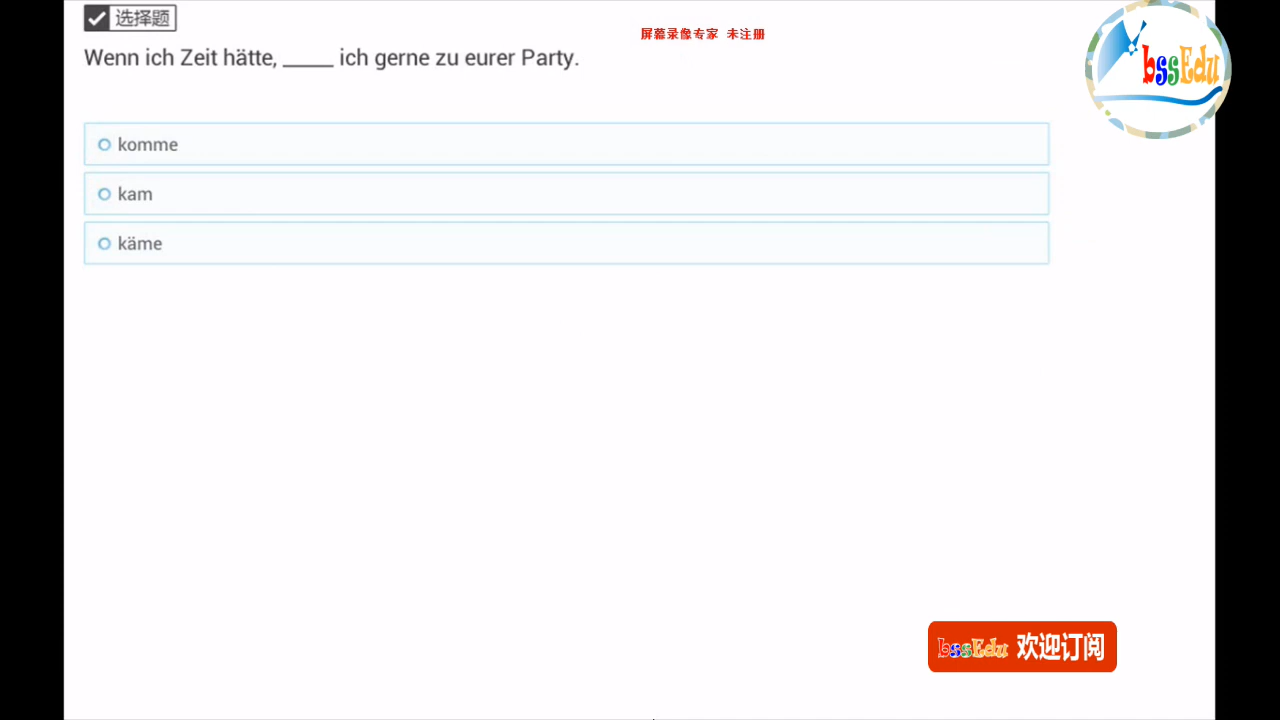 选择题
屏幕录像专家 未注册
Wenn ich Zeit hätte, _____ ich gerne zu eurer Party.
bssEdu
komme
kam
käme
bssEdu 欢迎订阅